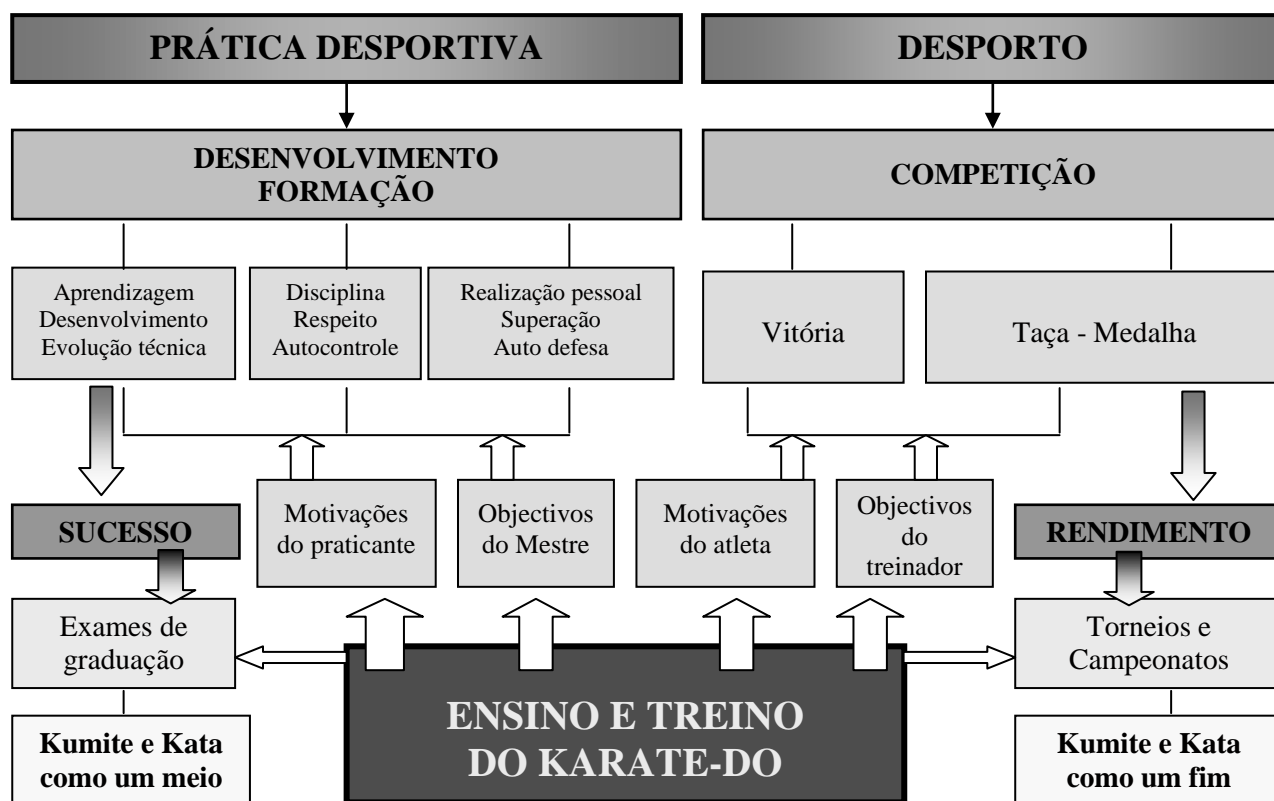 PRÁTICA DESPORTIVA
DESPORTO
DESENVOLVIMENTO
FORMAÇÃO
COMPETIÇÃO
Aprendizagem
Desenvolvimento
Evolução técnica
Disciplina
Respeito
Autocontrole
Realização pessoal
Superação
Auto defesa
Vitória
Taça - Medalha
SUCESSO
Motivações
do praticante
Objectivos
do Mestre
Motivações
do atleta
Objectivos
do
treinador
RENDIMENTO
Exames de
graduação
Torneios e
Campeonatos
ENSINO E TREINO
DO KARATE-DO
Kumite e Kata
como um meio
Kumite e Kata
como um fim